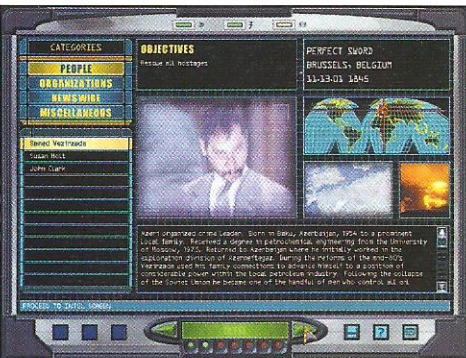 CATEGORIES
PEOPLE
ORGANIZATIONS
NEWSWIRE
MISCELLANEOUS
Samed Vezirzade
Susan Holt
John Clark
OBJECTIVES
Rescue all hostages
PERFECT SWORD
BRUSSELS, BELGIUM
11-13-01 1845
Azeri organized crime leader. Born in Baku, Azerbaijan, 1954 to a prominent
local family. Received a degree in petrochemical engineering from the University
of Moscow, 1975. Returned to Azerbaijan where he initially worked in the
exploration division of Azerneftegaz. During the reforms of the mid-80's
Vezirzade used his family connections to advance himself to a position of
considerable power within the local petroleum industry. Following the collapse
of the Soviet Union he became one of the handful of men who control all oil
PROCEED TO INTEL SCREEN
?